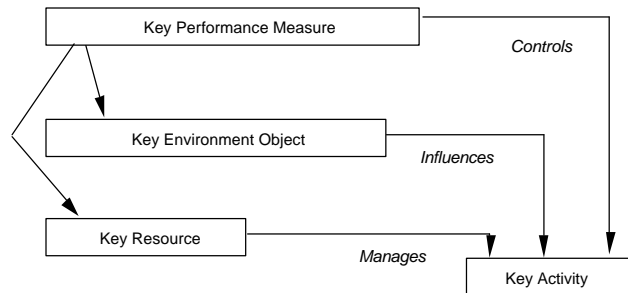 Key Performance Measure
Controls
Key Environment Object
Influences
Key Resource
Manages
Key Activity